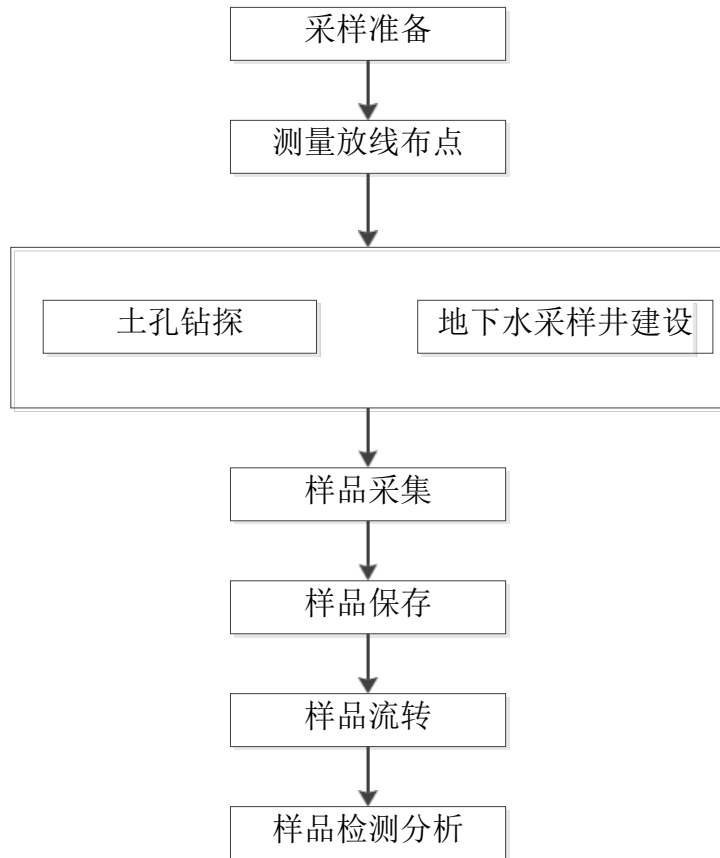 采样准备
测量放线布点
土孔钻探
地下水采样井建设
样品采集
样品保存
样品流转
样品检测分析